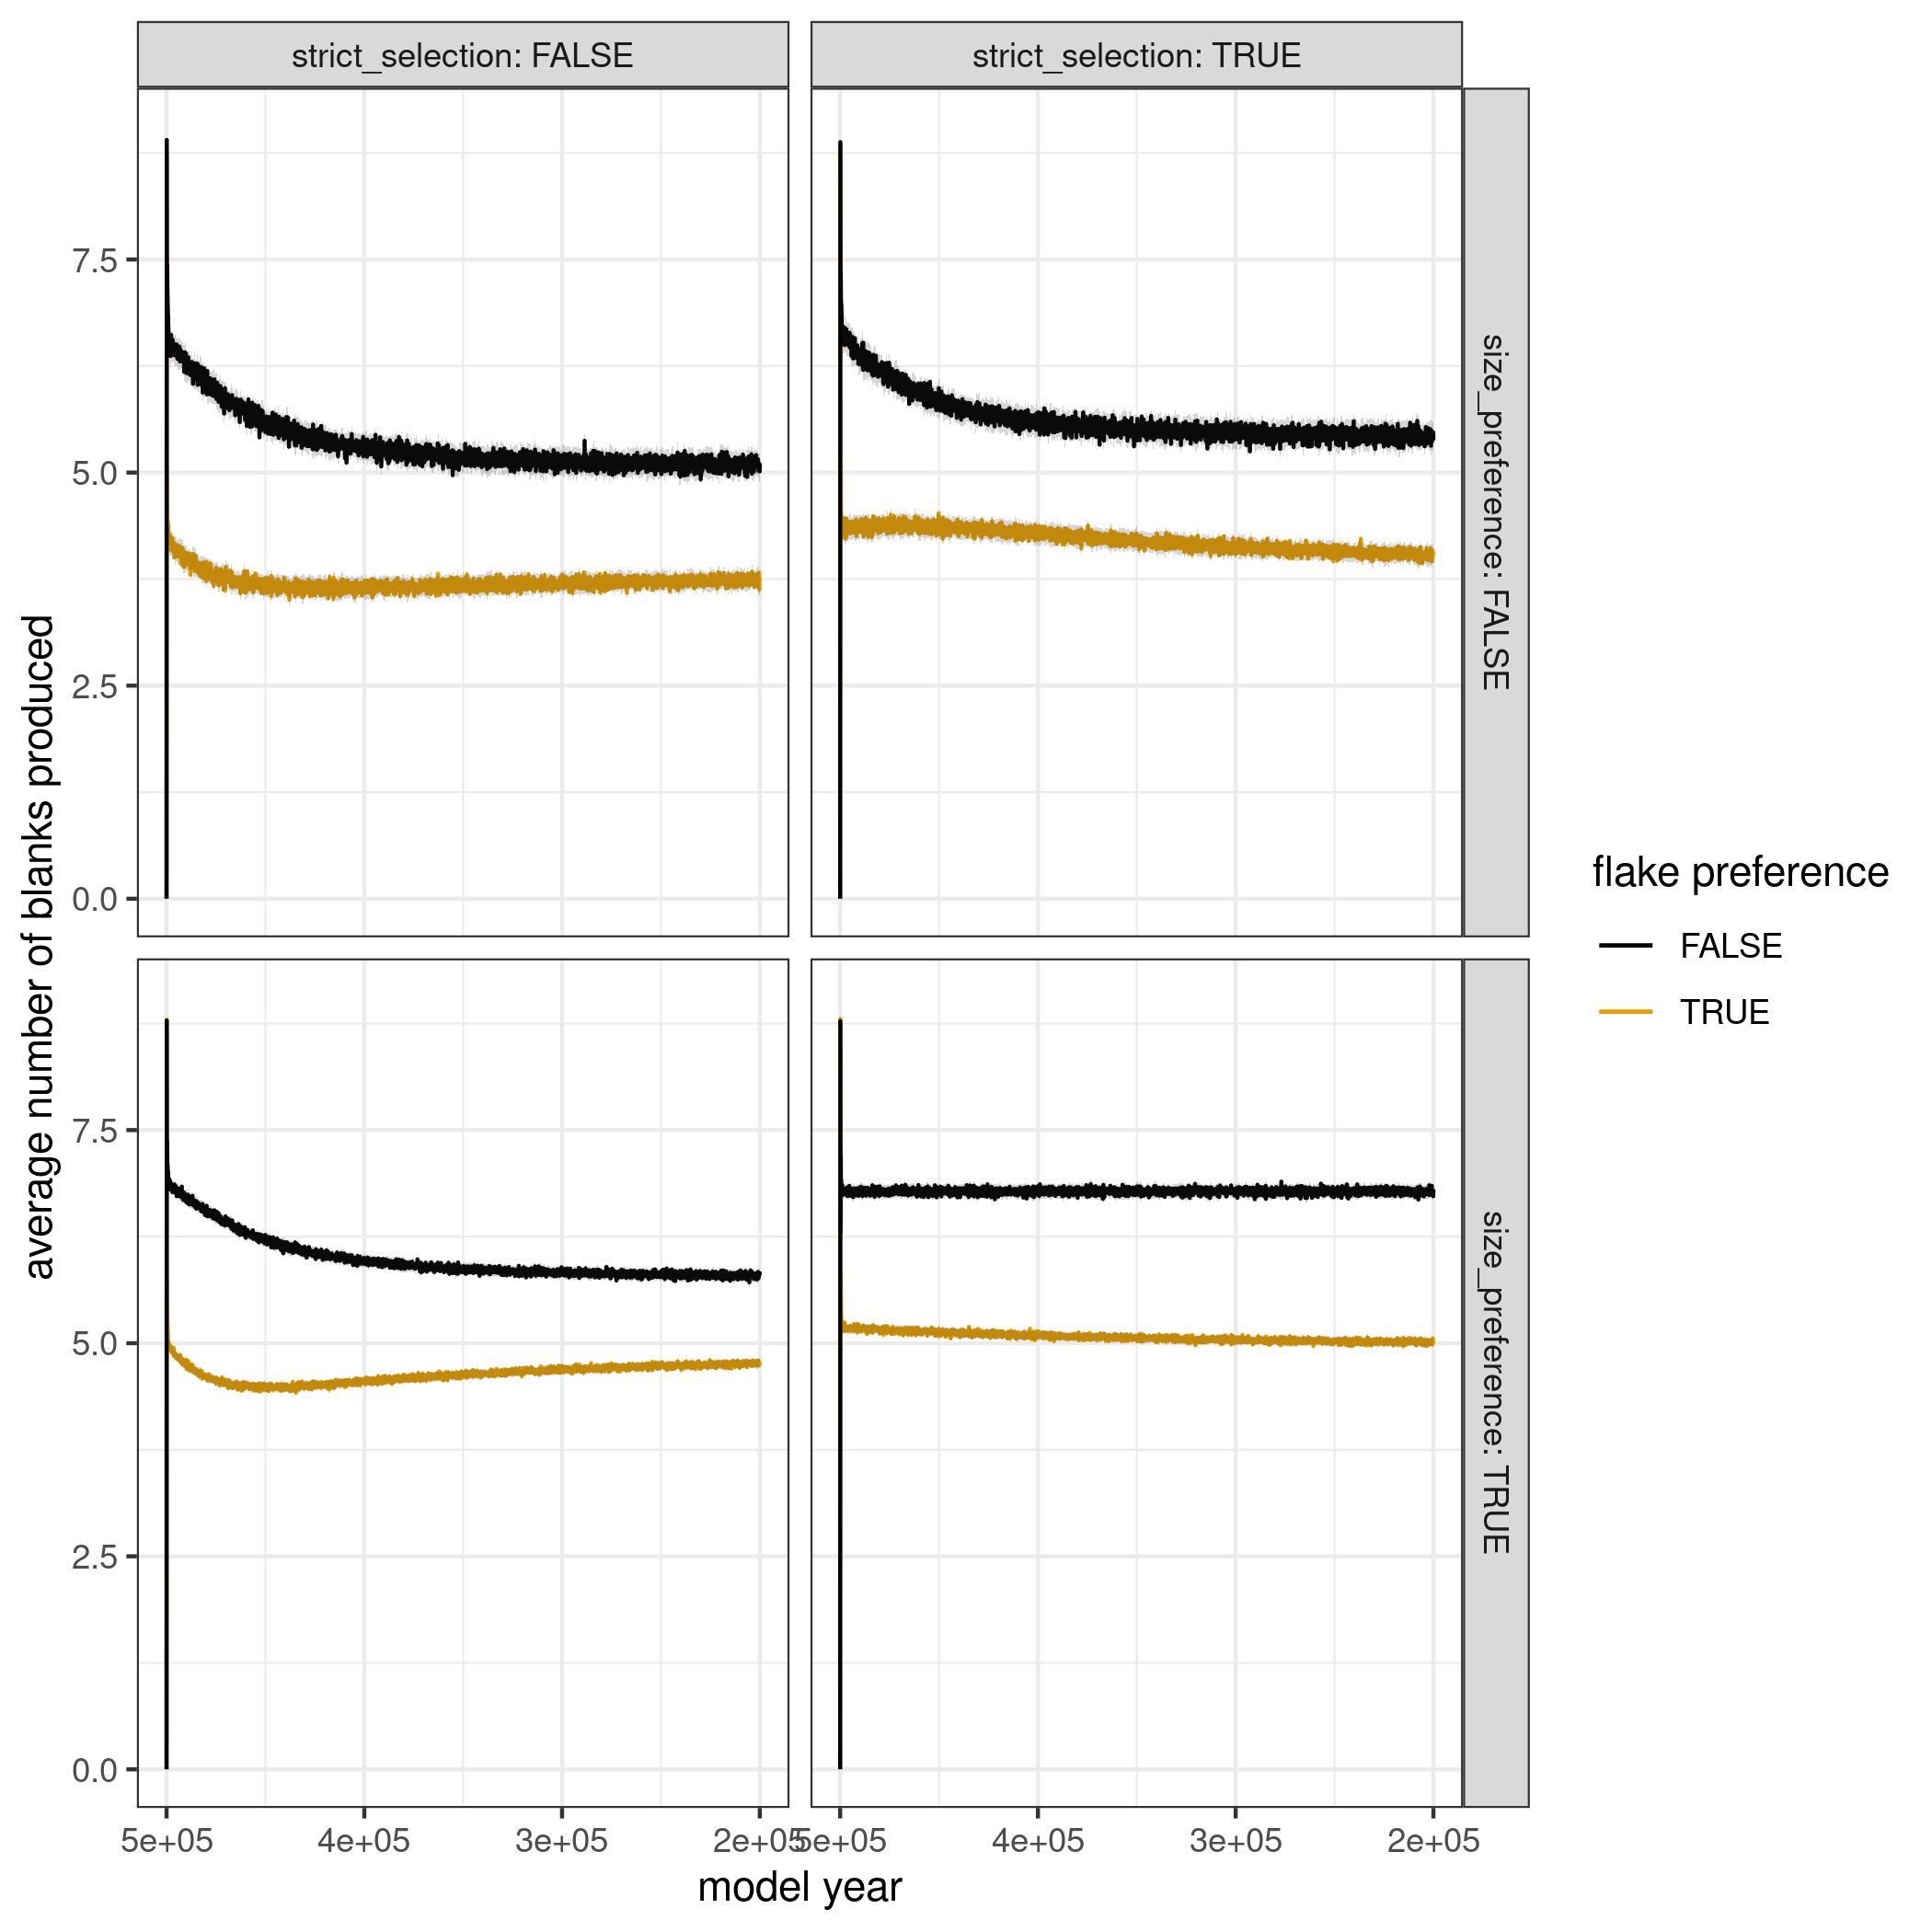 strict_selection: FALSE
strict_selection: TRUE
size_preference: FALSE
size_preference: TRUE
average number of blanks produced
7.5
5.0
2.5
0.0
7.5
5.0
2.5
0.0
5e+05
4e+05
3e+05
2e+05
5e+05
4e+05
3e+05
2e+05
model year
flake preference
FALSE
TRUE